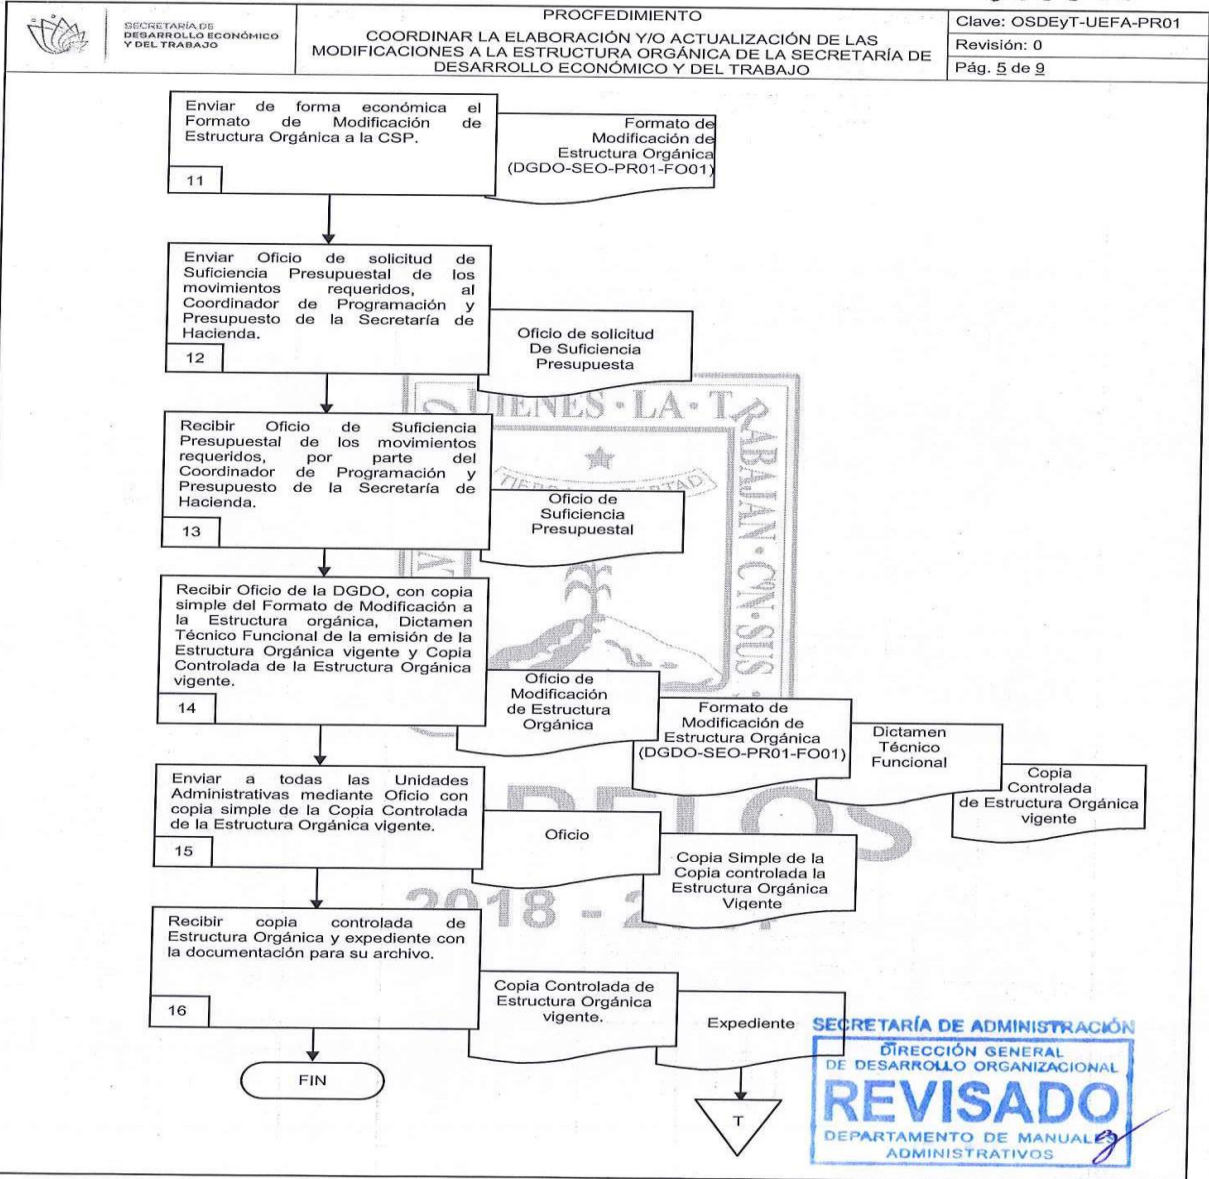 SECRETARÍA DE
DESARROLLO ECONÓMICO
Y DEL TRABAJO
PROCFEDIMIENTO
COORDINAR LA ELABORACIÓN Y/O ACTUALIZACIÓN DE LAS
MODIFICACIONES A LA ESTRUCTURA ORGÁNICA DE LA SECRETARÍA DE
DESARROLLO ECONÓMICO Y DEL TRABAJO
Clave: OSDEyT-UEFA-PR01
Revisión: 0
Pág. 5 de 9
Enviar de forma económica el
Formato de Modificación de
Estructura Orgánica a la CSP.
11
Formato de
Modificación de
Estructura Orgánica
(DGDO-SEO-PR01-FO01)
Enviar Oficio de solicitud de
Suficiencia Presupuestal de los
movimientos requeridos, al
Coordinador de Programación y
Presupuesto de la Secretaría de
Hacienda.
12
Oficio de solicitud
De Suficiencia
Presupuesta
Recibir Oficio de Suficiencia
Presupuestal de los movimientos
requeridos, por parte del
Coordinador de Programación y
Presupuesto de la Secretaría de
Hacienda.
13
Oficio de
Suficiencia
Presupuestal
Recibir Oficio de la DGDO, con copia
simple del Formato de Modificación a
la Estructura orgánica, Dictamen
Técnico Funcional de la emisión de la
Estructura Orgánica vigente y Copia
Controlada de la Estructura Orgánica
vigente.
14
Oficio de
Modificación
de Estructura
Orgánica
Formato de
Modificación de
Estructura Orgánica
(DGDO-SEO-PR01-FO01)
Dictamen
Técnico
Funcional
Copia
Controlada
de Estructura Orgánica
vigente
Enviar a todas las Unidades
Administrativas mediante Oficio con
copia simple de la Copia Controlada
de la Estructura Orgánica vigente.
15
Oficio
Copia Simple de la
Copia controlada la
Estructura Orgánica
Vigente
Recibir copia controlada de
Estructura Orgánica y expediente con
la documentación para su archivo.
16
Copia Controlada de
Estructura Orgánica
vigente.
Expediente
FIN
T
LA · T
RABAJAN · CON · SUS ·
2018 - 2
SECRETARÍA DE ADMINISTRACIÓN
DIRECCIÓN GENERAL
DE DESARROLLO ORGANIZACIONAL
REVISADO
DEPARTAMENTO DE MANUALES
ADMINISTRATIVOS